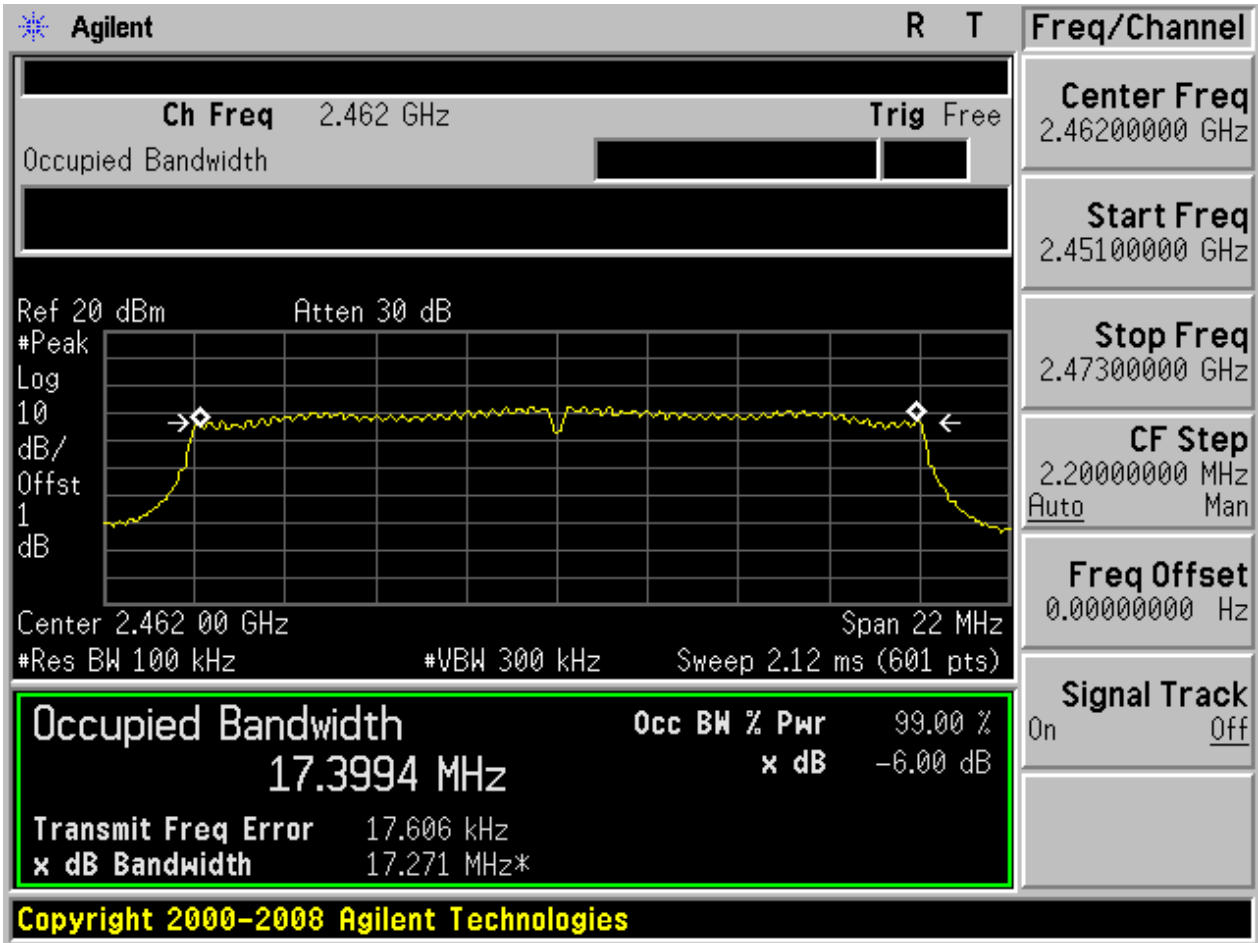 Agilent R T
Freq/Channel
Ch Freq 2.462 GHz Trig Free
Occupied Bandwidth
Center Freq
2.46200000 GHz
Start Freq
2.45100000 GHz
Stop Freq
2.47300000 GHz
CF Step
2.20000000 MHz
Auto Man
Freq Offset
0.00000000 Hz
Signal Track
On Off
Ref 20 dBm Atten 30 dB
#Peak
Log
10
dB/
Offst
1
dB
Center 2.462 00 GHz Span 22 MHz
#Res BW 100 kHz #VBW 300 kHz Sweep 2.12 ms (601 pts)
Occupied Bandwidth
17.3994 MHz
Occ BW % Pwr 99.00 %
x dB -6.00 dB
Transmit Freq Error 17.606 kHz
x dB Bandwidth 17.271 MHz*
Copyright 2000-2008 Agilent Technologies